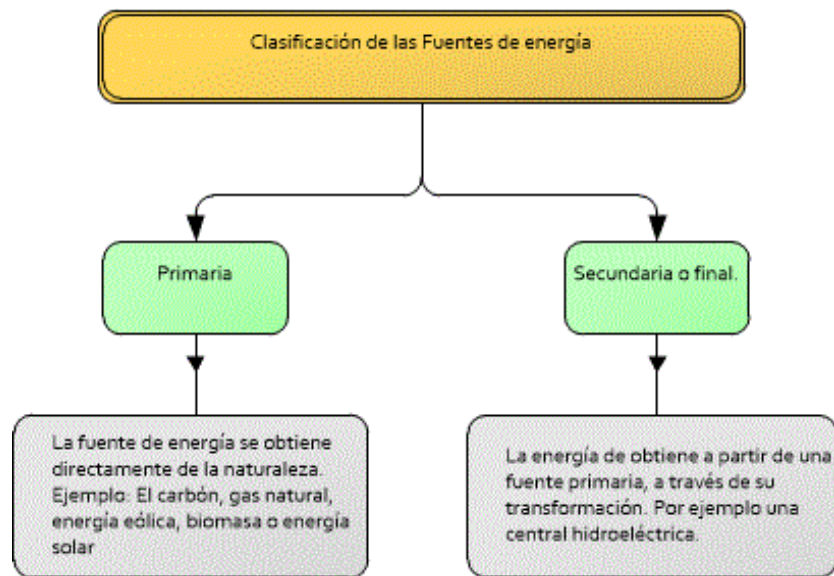 Clasificación de las Fuentes de energía
Primaria
Secundaria o final.
La fuente de energía se obtiene
directamente de la naturaleza.
Ejemplo: El carbón, gas natural,
energía eólica, biomasa o energía
solar
La energía de obtiene a partir de una
fuente primaria, a través de su
transformación. Por ejemplo una
central hidroeléctrica.